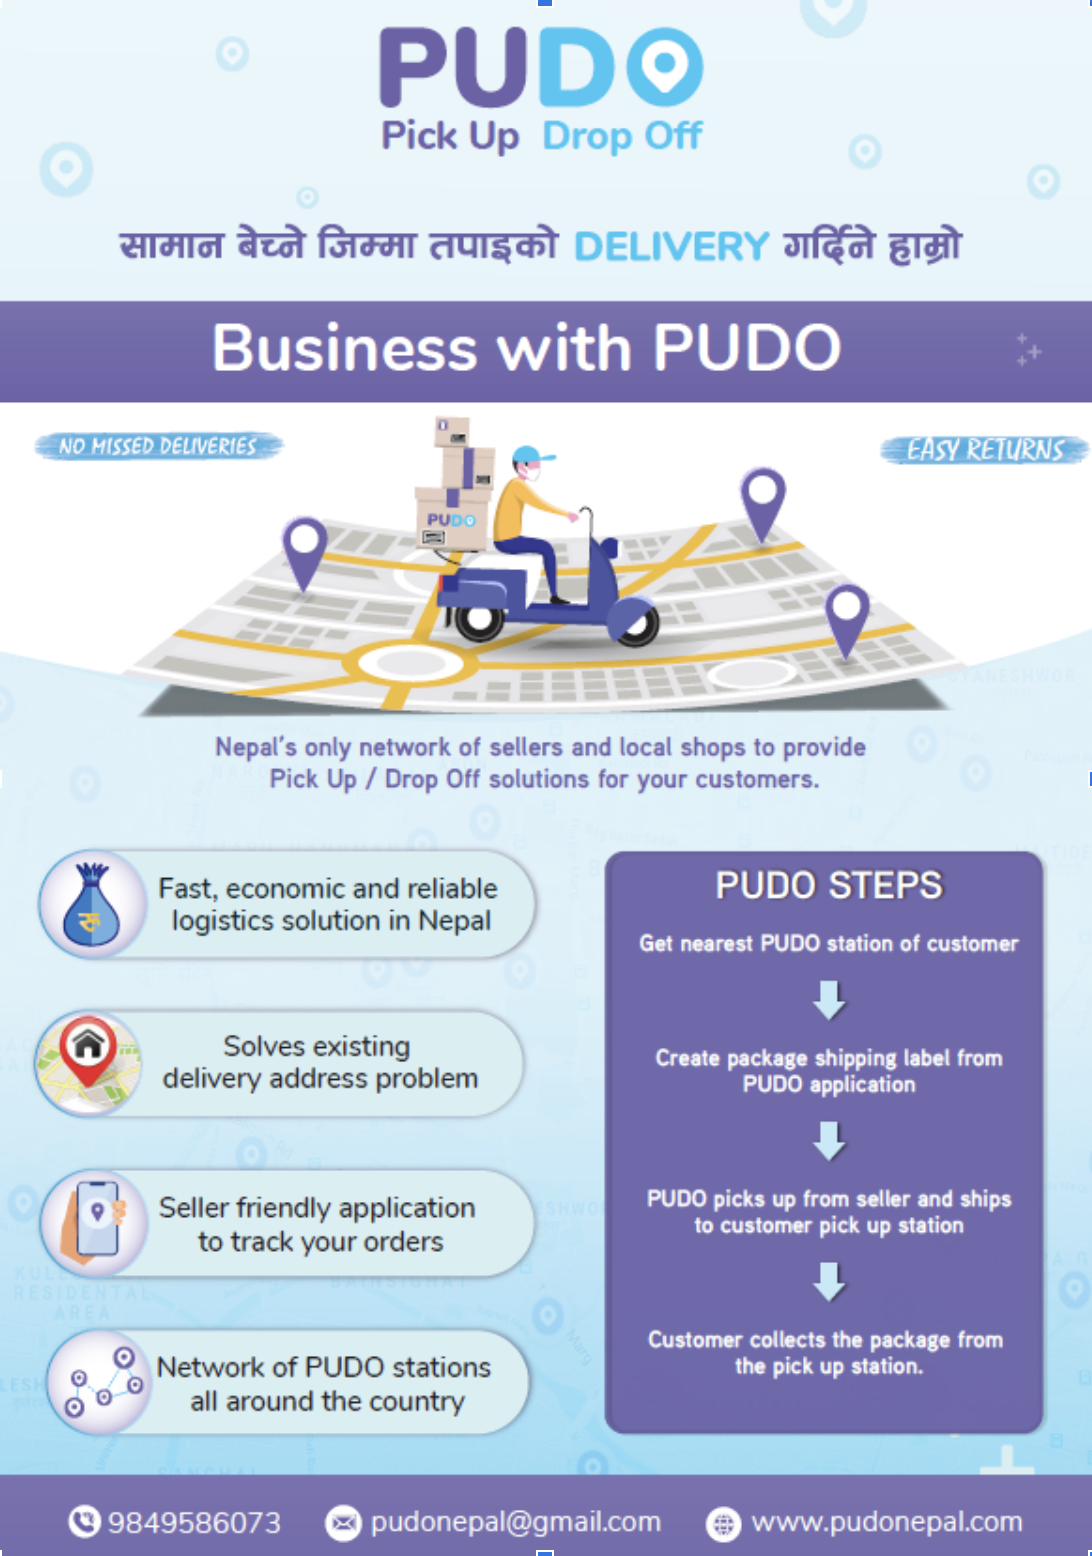 PUDO
Pick Up Drop Off
सामान बेच्ने जिम्मा तपाइको DELIVERY गर्दिने हाम्रो
Business with PUDO
NO MISSED DELIVERIES
EASY RETURNS
PUDO
Nepal's only network of sellers and local shops to provide
Pick Up / Drop Off solutions for your customers.
रु
Fast, economic and reliable
logistics solution in Nepal
Solves existing
delivery address problem
Seller friendly application
to track your orders
Network of PUDO stations
all around the country
PUDO STEPS
Get nearest PUDO station of customer
Create package shipping label from
PUDO application
PUDO picks up from seller and ships
to customer pick up station
Customer collects the package from
the pick up station.
9849586073
pudonepal@gmail.com
www.pudonepal.com